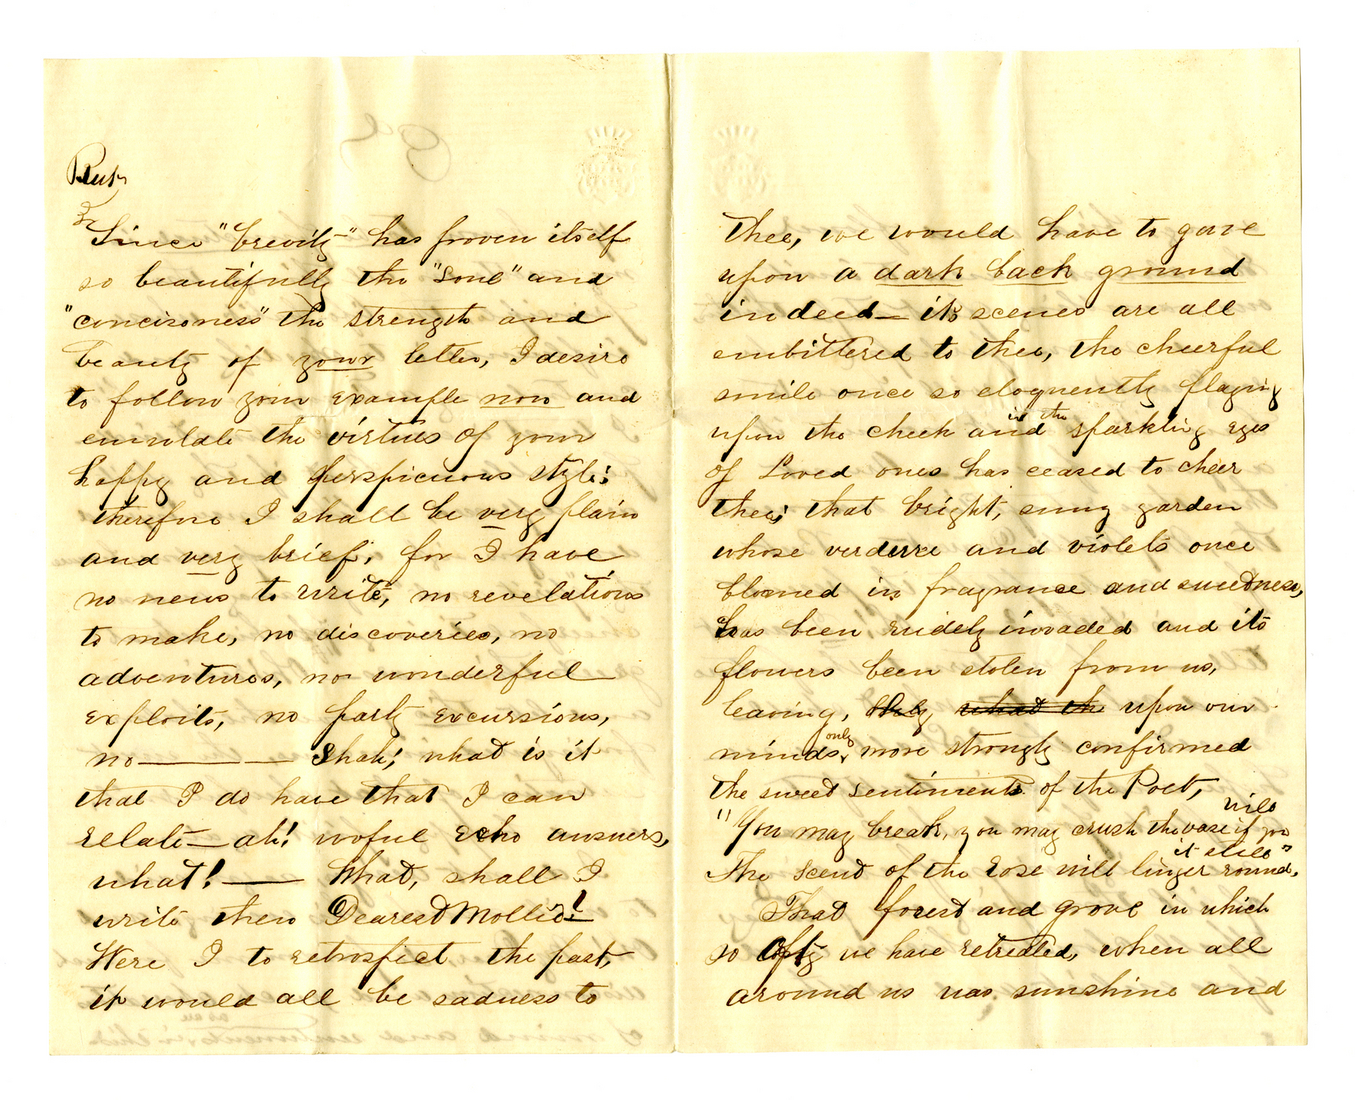 Since "brevity" has proven itself
so beautifully the "soul" and
"conciseness" the strength and
beauty of your letter, I desire
to follow your example now and
emulate the virtues of your
happy and perspicuous style;
therefore I shall be very plain
and very brief; for I have
no news to write, no revelations
to make, no discoveries, no
adventures, no wonderful
exploits, no party excursions,
no——— Shah; what is it
that I do have that I can
relate— ah! woful echo answers,
what!—— What, shall I
write then Dearest Mollie!
Were I to retrospect the past,
it would all be sadness to
thee, we would have to gave
upon a dark back ground
indeed— its scenes are all
embittered to thee, the cheerful
smile once so eloquently playing
upon the cheek and in the sparkling eyes
of Loved ones has ceased to cheer
thee; that bright, sunny garden
whose verdure and violets once
bloomed in fragrance and sweetness,
has been rudely invaded and its
flowers been stolen from us,
leaving, only what th upon our
minds, only more strongly confirmed
the sweet sentiments of the Poet,
"You may break, you may crush the vase if you will
The scent of the rose will linger round it still"
That forest and grove in which
so ofty we have retreated, when all
around us was sunshine and